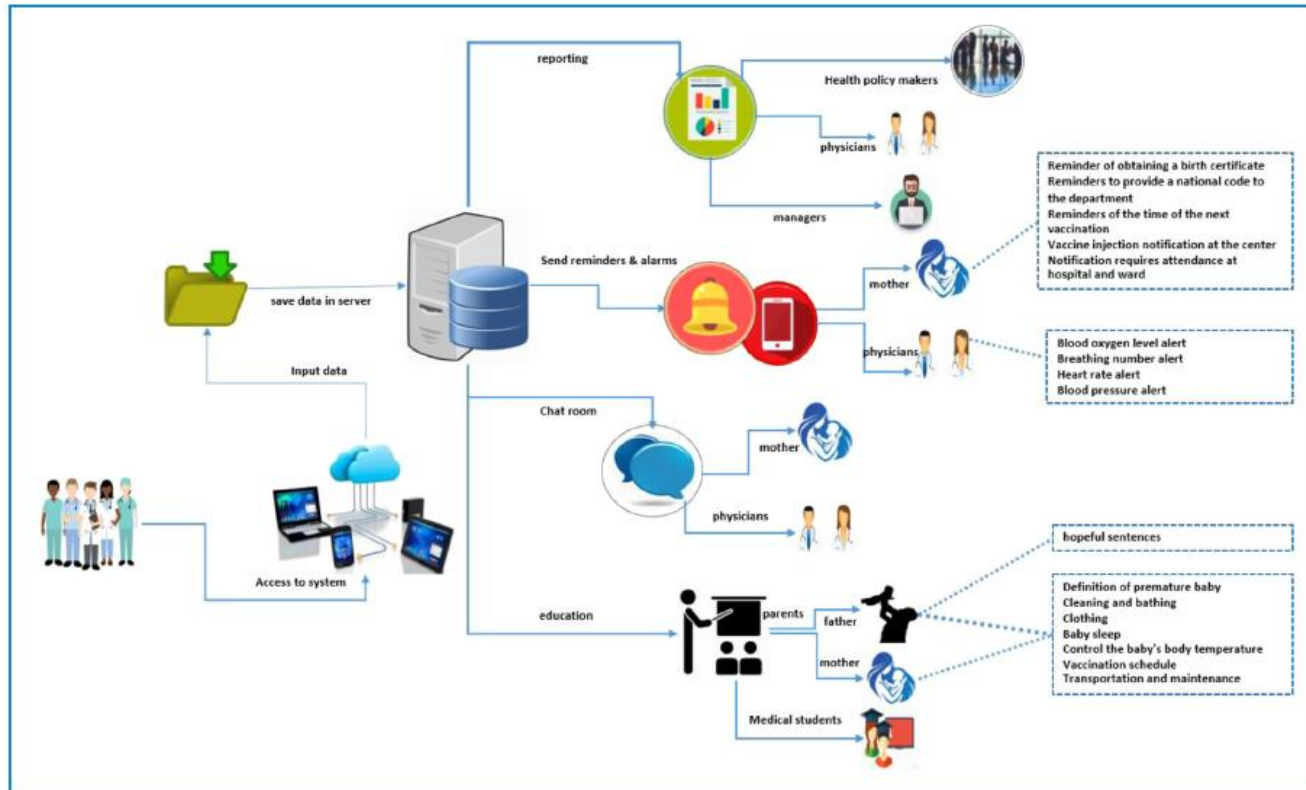 reporting
Health policy makers
physicians
managers
Reminder of obtaining a birth certificate
Reminders to provide a national code to
the department
Reminders of the time of the next
vaccination
Vaccine injection notification at the center
Notification requires attendance at
hospital and ward
Send reminders & alarms
mother
physicians
Blood oxygen level alert
Breathing number alert
Heart rate alert
Blood pressure alert
save data in server
Input data
Chat room
mother
physicians
Access to system
education
parents
father
mother
Medical students
hopeful sentences
Definition of premature baby
Cleaning and bathing
Clothing
Baby sleep
Control the baby's body temperature
Vaccination schedule
Transportation and maintenance